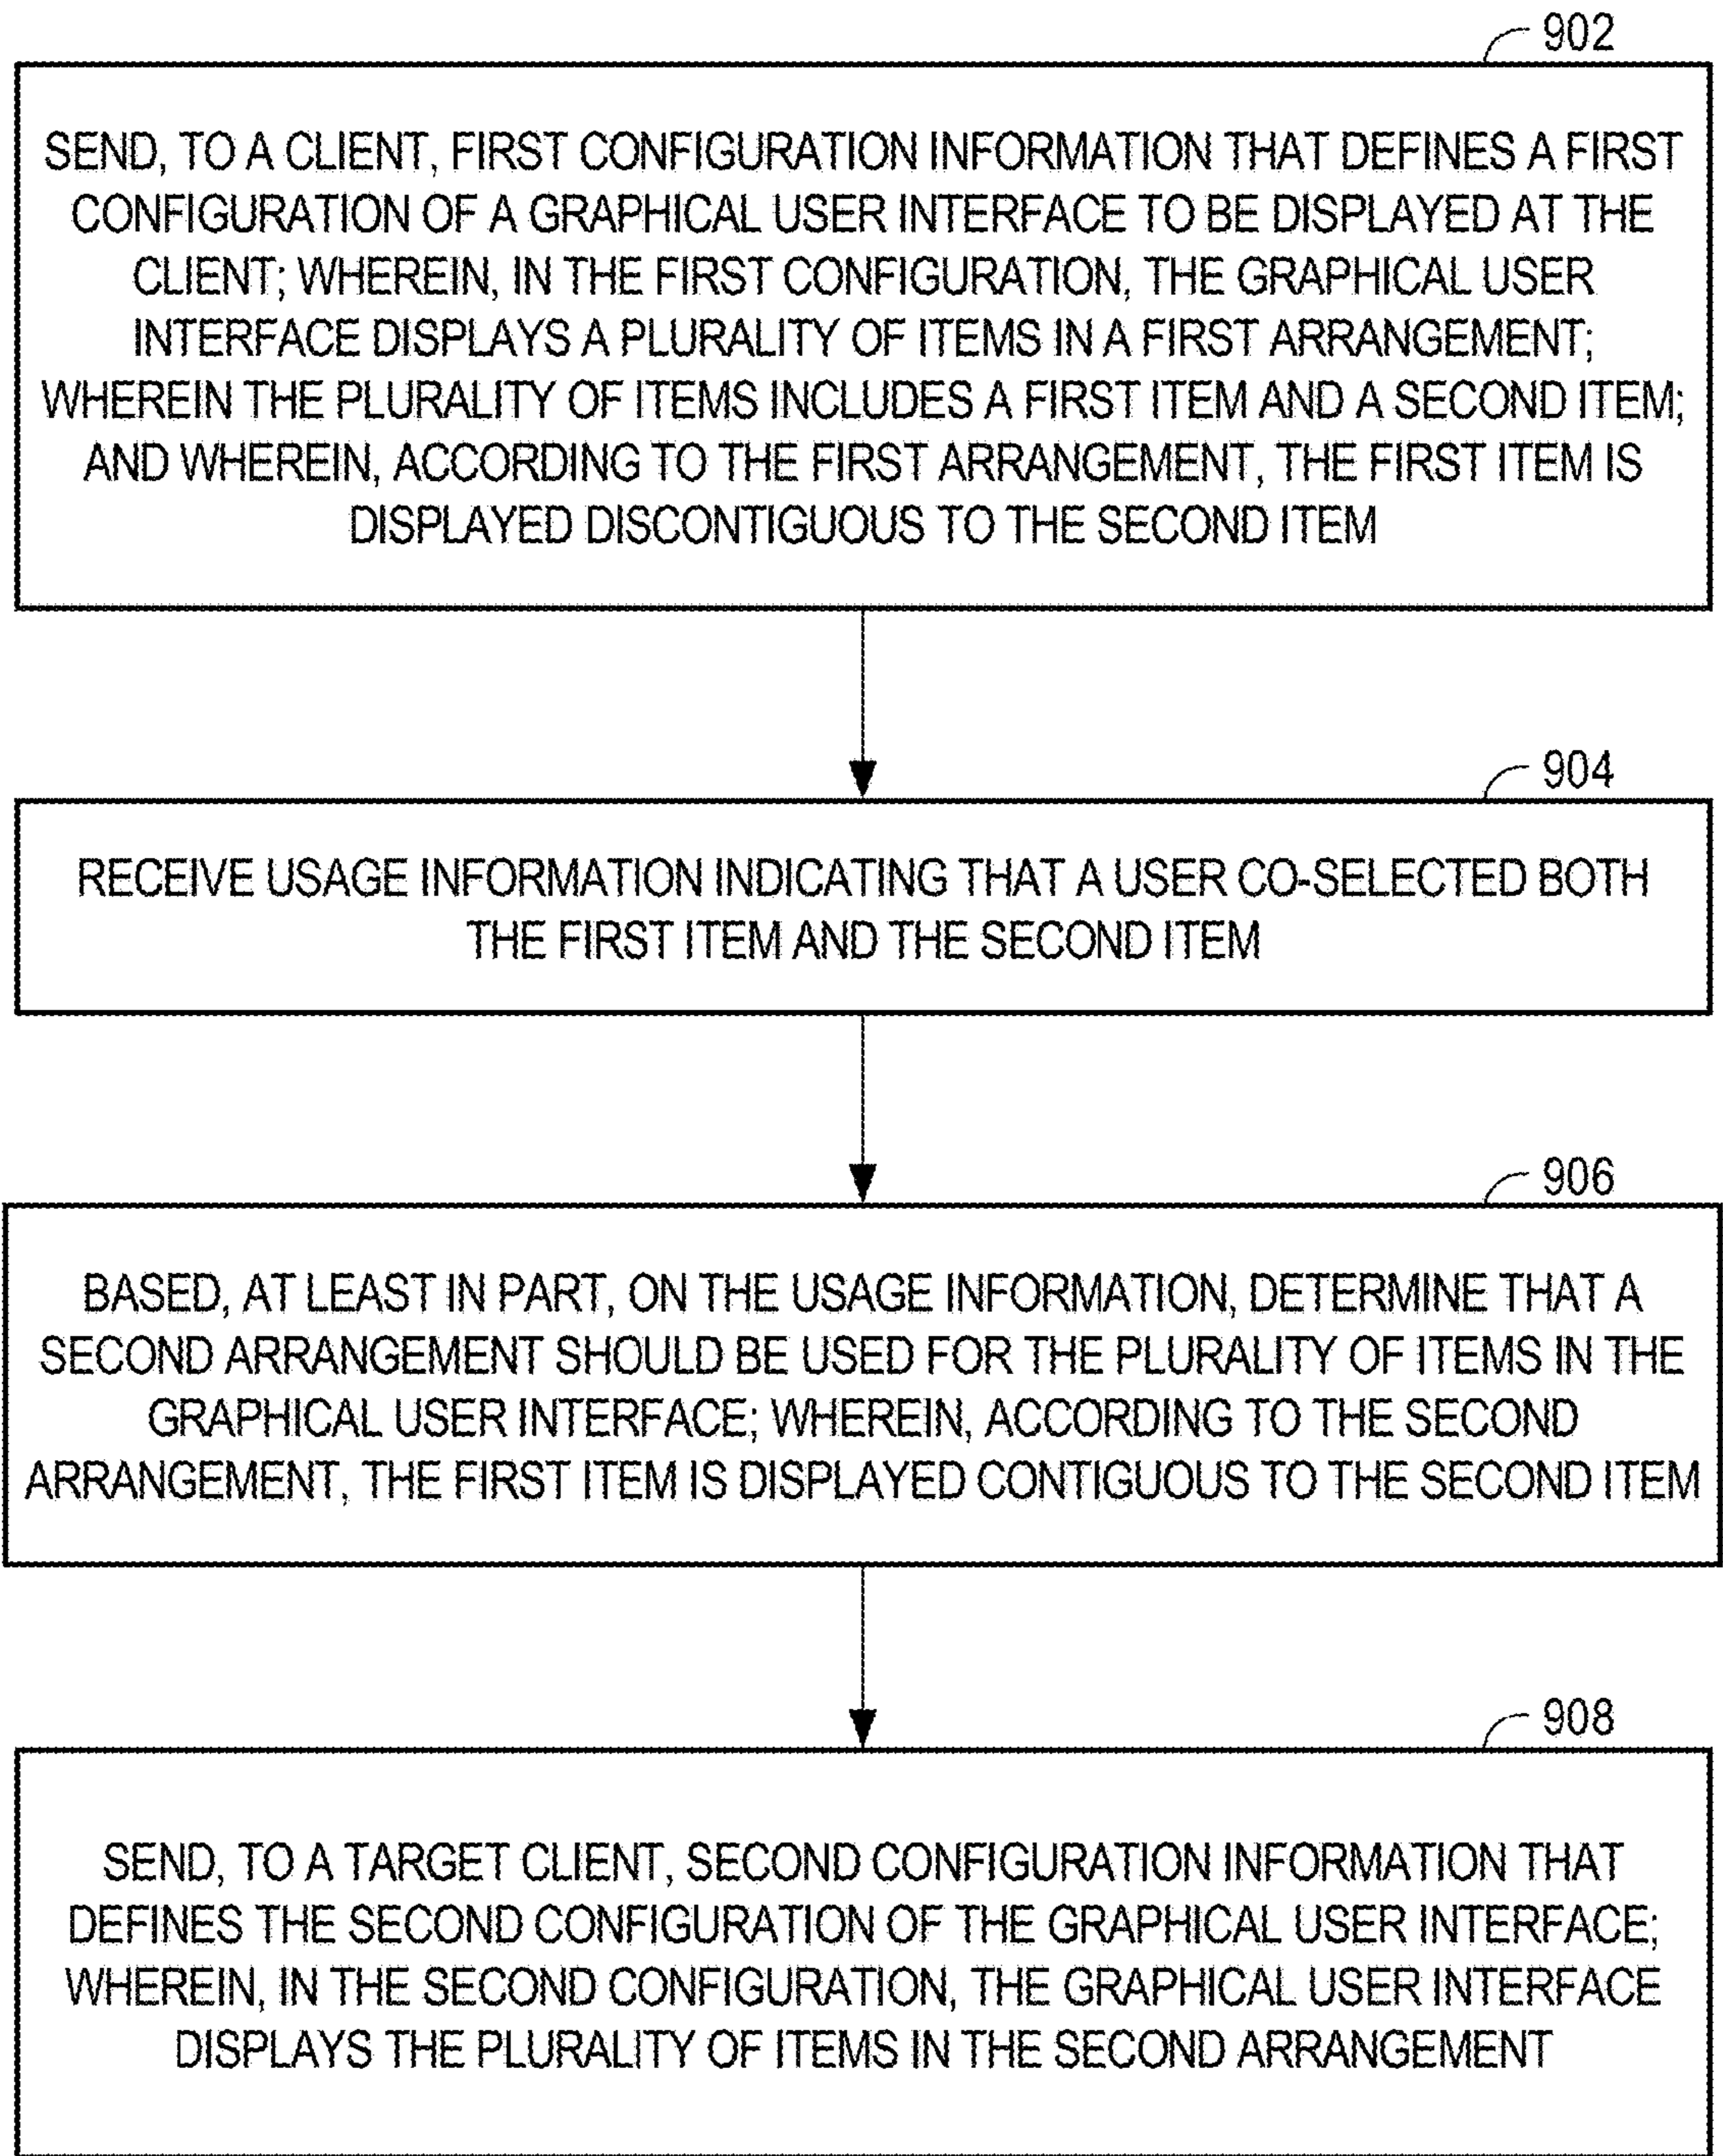 902
SEND, TO A CLIENT, FIRST CONFIGURATION INFORMATION THAT DEFINES A FIRST
CONFIGURATION OF A GRAPHICAL USER INTERFACE TO BE DISPLAYED AT THE
CLIENT; WHEREIN, IN THE FIRST CONFIGURATION, THE GRAPHICAL USER
INTERFACE DISPLAYS A PLURALITY OF ITEMS IN A FIRST ARRANGEMENT;
WHEREIN THE PLURALITY OF ITEMS INCLUDES A FIRST ITEM AND A SECOND ITEM;
AND WHEREIN, ACCORDING TO THE FIRST ARRANGEMENT, THE FIRST ITEM IS
DISPLAYED DISCONTIGUOUS TO THE SECOND ITEM
904
RECEIVE USAGE INFORMATION INDICATING THAT A USER CO-SELECTED BOTH
THE FIRST ITEM AND THE SECOND ITEM
906
BASED, AT LEAST IN PART, ON THE USAGE INFORMATION, DETERMINE THAT A
SECOND ARRANGEMENT SHOULD BE USED FOR THE PLURALITY OF ITEMS IN THE
GRAPHICAL USER INTERFACE; WHEREIN, ACCORDING TO THE SECOND
ARRANGEMENT, THE FIRST ITEM IS DISPLAYED CONTIGUOUS TO THE SECOND ITEM
908
SEND, TO A TARGET CLIENT, SECOND CONFIGURATION INFORMATION THAT
DEFINES THE SECOND CONFIGURATION OF THE GRAPHICAL USER INTERFACE;
WHEREIN, IN THE SECOND CONFIGURATION, THE GRAPHICAL USER INTERFACE
DISPLAYS THE PLURALITY OF ITEMS IN THE SECOND ARRANGEMENT